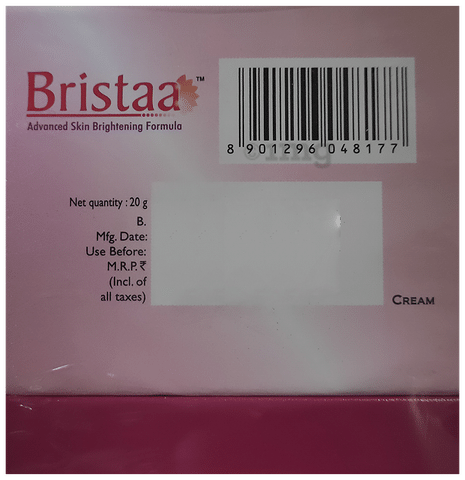 Bristaa™
Advanced Skin Brightening Formula
8 901296 048177
Net quantity : 20 g
B.
Mfg. Date:
Use Before:
M.R.P. ₹
(Incl. of
all taxes)
CREAM